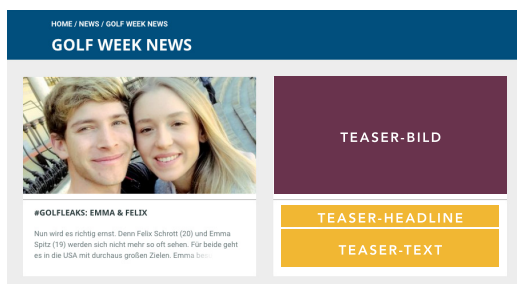 HOME / NEWS / GOLF WEEK NEWS
GOLF WEEK NEWS
#GOLFLEAKS: EMMA & FELIX
Nun wird es richtig ernst. Denn Felix Schrott (20) und Emma
Spitz (19) werden sich nicht mehr so oft sehen. Für beide geht
es in die USA mit durchaus großen Zielen. Emma
TEASER-BILD
TEASER-HEADLINE
TEASER-TEXT